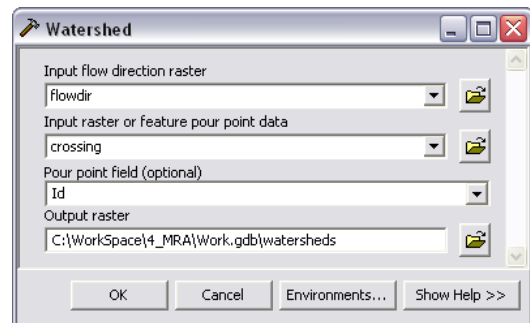 Watershed
Input flow direction raster
flowdir
Input raster or feature pour point data
crossing
Pour point field (optional)
Id
Output raster
C:\WorkSpace\4_MRA\Work.gdb\watersheds
OK Cancel Environments... Show Help >>